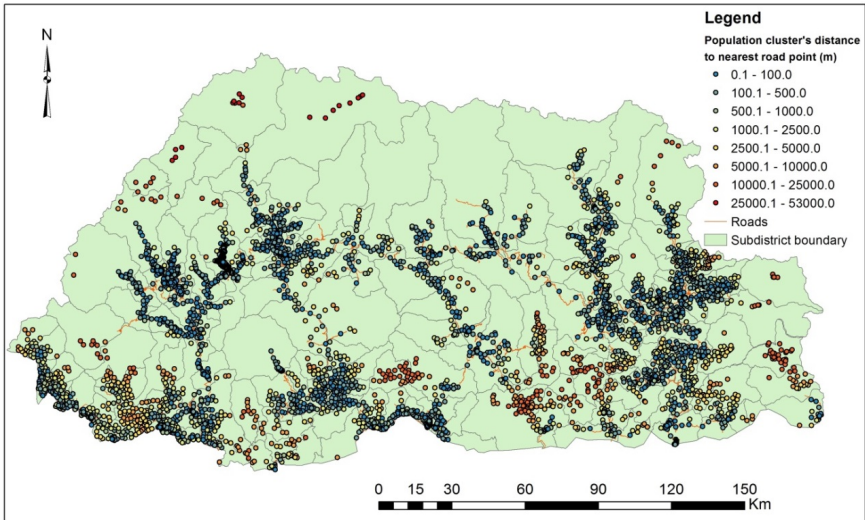 N
Legend
Population cluster's distance
to nearest road point (m)
0.1 - 100.0
100.1 - 500.0
500.1 - 1000.0
1000.1 - 2500.0
2500.1 - 5000.0
5000.1 - 10000.0
10000.1 - 25000.0
25000.1 - 53000.0
Roads
Subdistrict boundary
0 15 30 60 90 120 150
Km